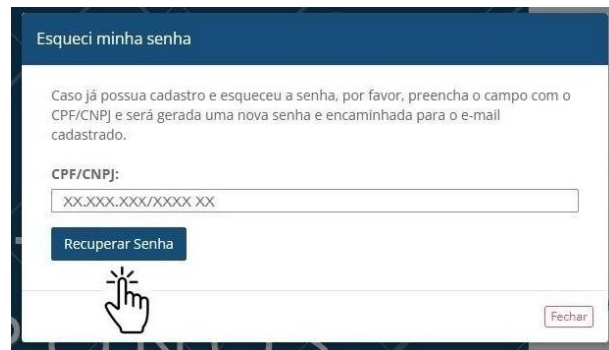 Esqueci minha senha
Caso já possua cadastro e esqueceu a senha, por favor, preencha o campo com o
CPF/CNPJ e será gerada uma nova senha e encaminhada para o e-mail
cadastrado.
CPF/CNPJ:
XX.XXX.XXX/XXXX XX
Recuperar Senha
Fechar